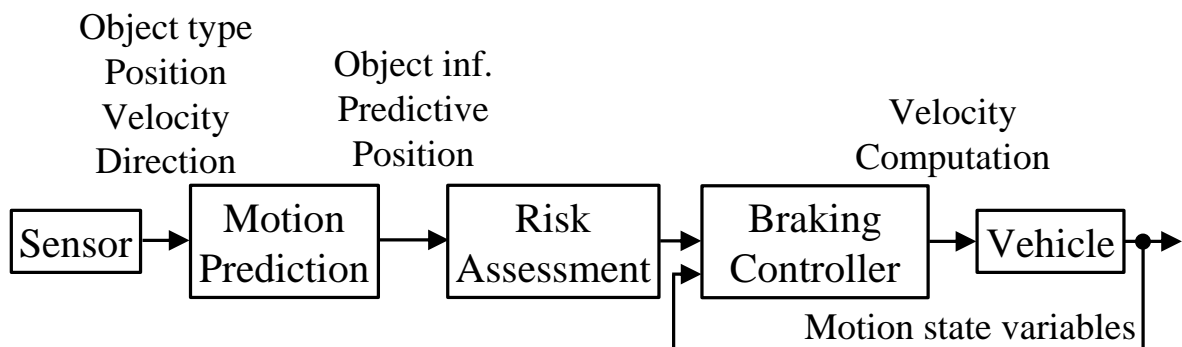 Object type
Position
Velocity
Direction
Object inf.
Predictive
Position
Velocity
Computation
Sensor
Motion
Prediction
Risk
Assessment
Braking
Controller
Vehicle
Motion state variables